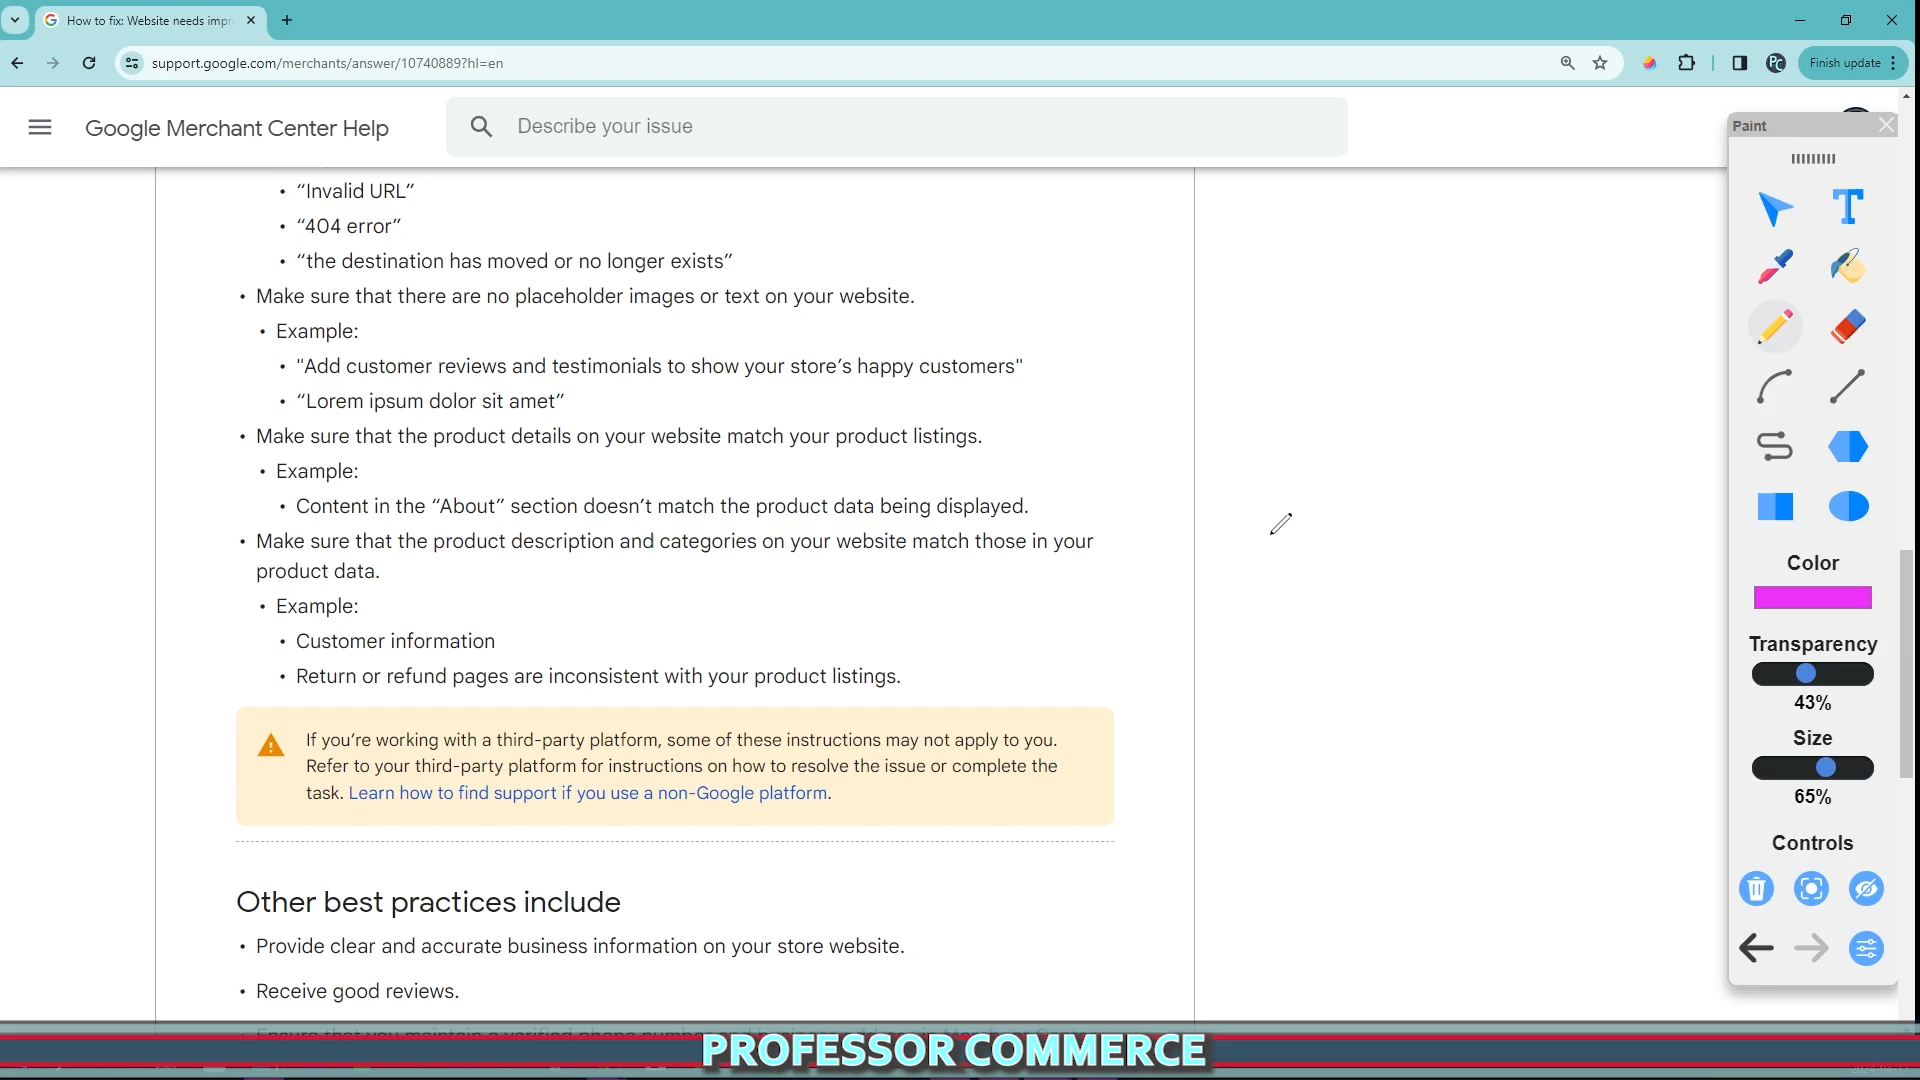 How to fix: Website needs impr
support.google.com/merchants/answer/10740889?hl=en
Finish update
Google Merchant Center Help
Describe your issue
Paint
• “Invalid URL”
• “404 error”
• “the destination has moved or no longer exists”
• Make sure that there are no placeholder images or text on your website.
• Example:
• "Add customer reviews and testimonials to show your store’s happy customers"
• “Lorem ipsum dolor sit amet”
• Make sure that the product details on your website match your product listings.
• Example:
• Content in the “About” section doesn’t match the product data being displayed.
• Make sure that the product description and categories on your website match those in your
product data.
• Example:
• Customer information
• Return or refund pages are inconsistent with your product listings.
If you’re working with a third-party platform, some of these instructions may not apply to you.
Refer to your third-party platform for instructions on how to resolve the issue or complete the
task. Learn how to find support if you use a non-Google platform.
Other best practices include
• Provide clear and accurate business information on your store website.
• Receive good reviews.
Color
Transparency
43%
Size
65%
Controls
PROFESSOR COMMERCE